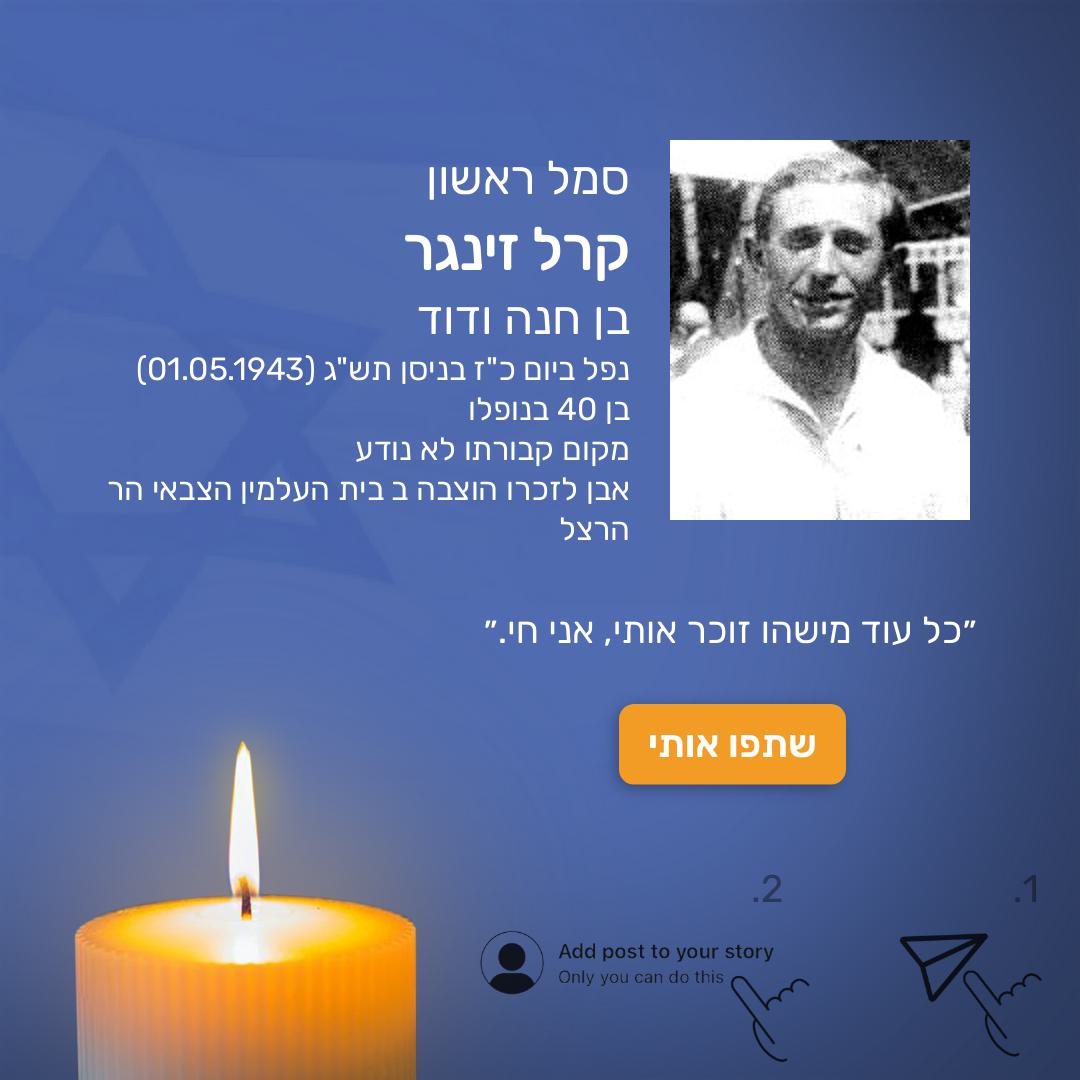 סמל ראשון
קרל זינגר
בן חנה ודוד
נפל ביום כ"ז בניסן תש"ג (01.05.1943)
בן 40 בנופלו
מקום קבורתו לא נודע
אבן לזכרו הוצבה ב בית העלמין הצבאי הר
הרצל
״כל עוד מישהו זוכר אותי, אני חי.״
שתפו אותי
.1
.2
Add post to your story
Only you can do this